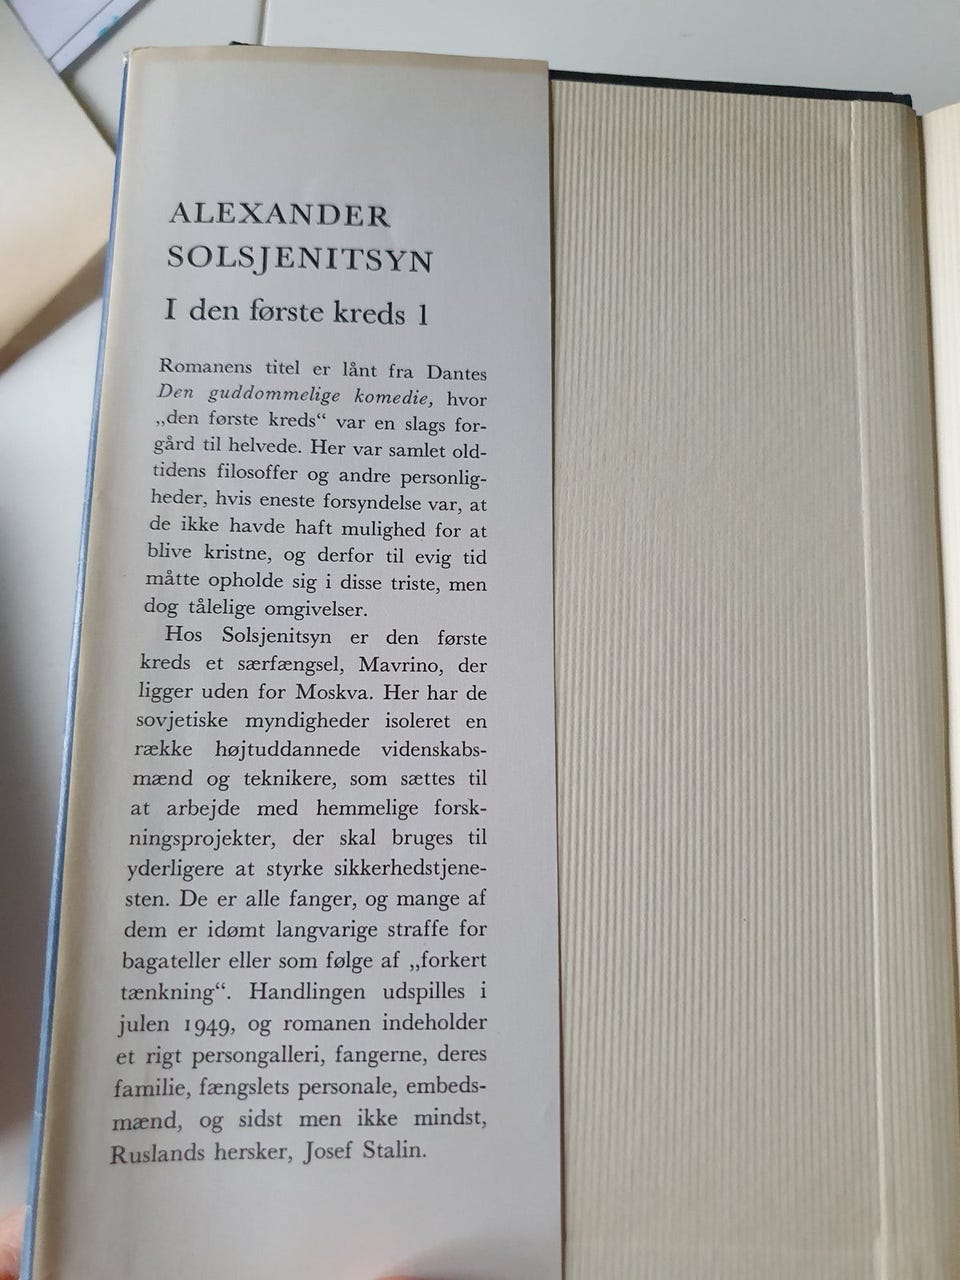 ALEXANDER
SOLSJENITSYN
I den første kreds 1
Romanens titel er lånt fra Dantes
Den guddommelige komedie, hvor
„den første kreds“ var en slags for-
gård til helvede. Her var samlet old-
tidens filosoffer og andre personlig-
heder, hvis eneste forsyndelse var, at
de ikke havde haft mulighed for at
blive kristne, og derfor til evig tid
måtte opholde sig i disse triste, men
dog tålelige omgivelser.
Hos Solsjenitsyn er den første
kreds et særfængsel, Mavrino, der
ligger uden for Moskva. Her har de
sovjetiske myndigheder isoleret en
række højtuddannede videnskabs-
mænd og teknikere, som sættes til
at arbejde med hemmelige forsk-
ningsprojekter, der skal bruges til
yderligere at styrke sikkerhedstjene-
sten. De er alle fanger, og mange af
dem er idømt langvarige straffe for
bagateller eller som følge af „forkert
tænkning“. Handlingen udspilles i
julen 1949, og romanen indeholder
et rigt persongalleri, fangerne, deres
familie, fængslets personale, embeds-
mænd, og sidst men ikke mindst,
Ruslands hersker, Josef Stalin.